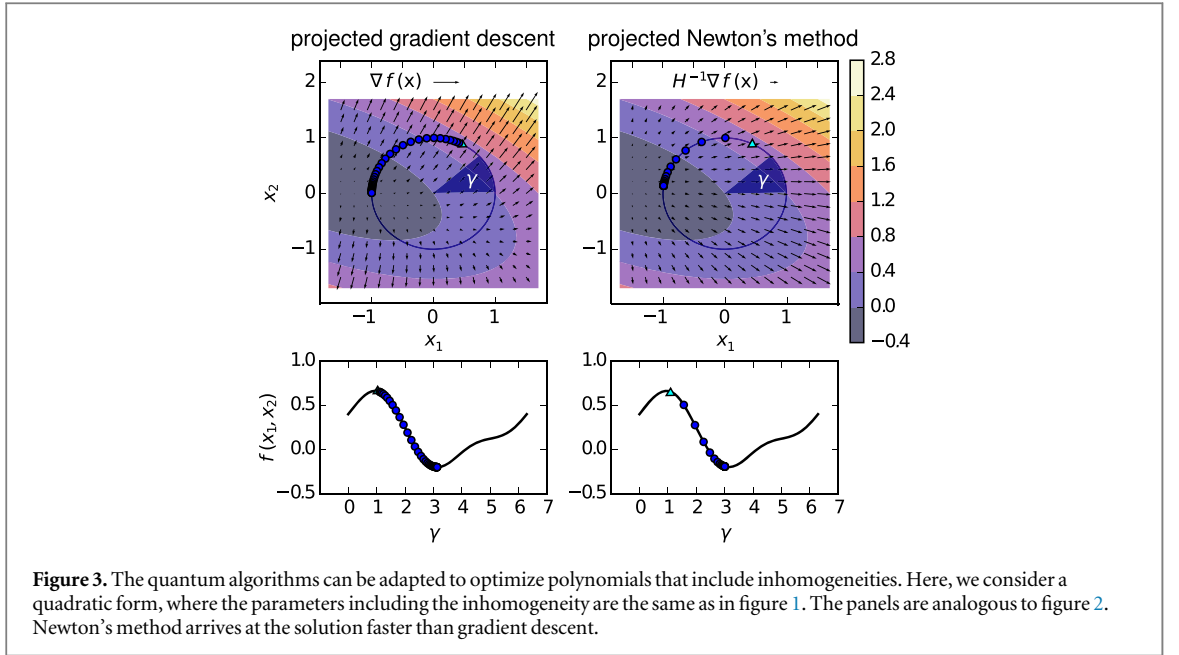 projected gradient descent
projected Newton's method
∇f(x)
H⁻¹∇f(x)
2
1
0
−1
x₂
γ
−1 0 1
x₁
2
1
0
−1
γ
−1 0 1
x₁
2.8
2.4
2.0
1.6
1.2
0.8
0.4
0.0
−0.4
1.0
0.5
0.0
−0.5
f(x₁,x₂)
0 1 2 3 4 5 6 7
γ
1.0
0.5
0.0
−0.5
0 1 2 3 4 5 6 7
γ
Figure 3. The quantum algorithms can be adapted to optimize polynomials that include inhomogeneities. Here, we consider a
quadratic form, where the parameters including the inhomogeneity are the same as in figure 1. The panels are analogous to figure 2.
Newton's method arrives at the solution faster than gradient descent.